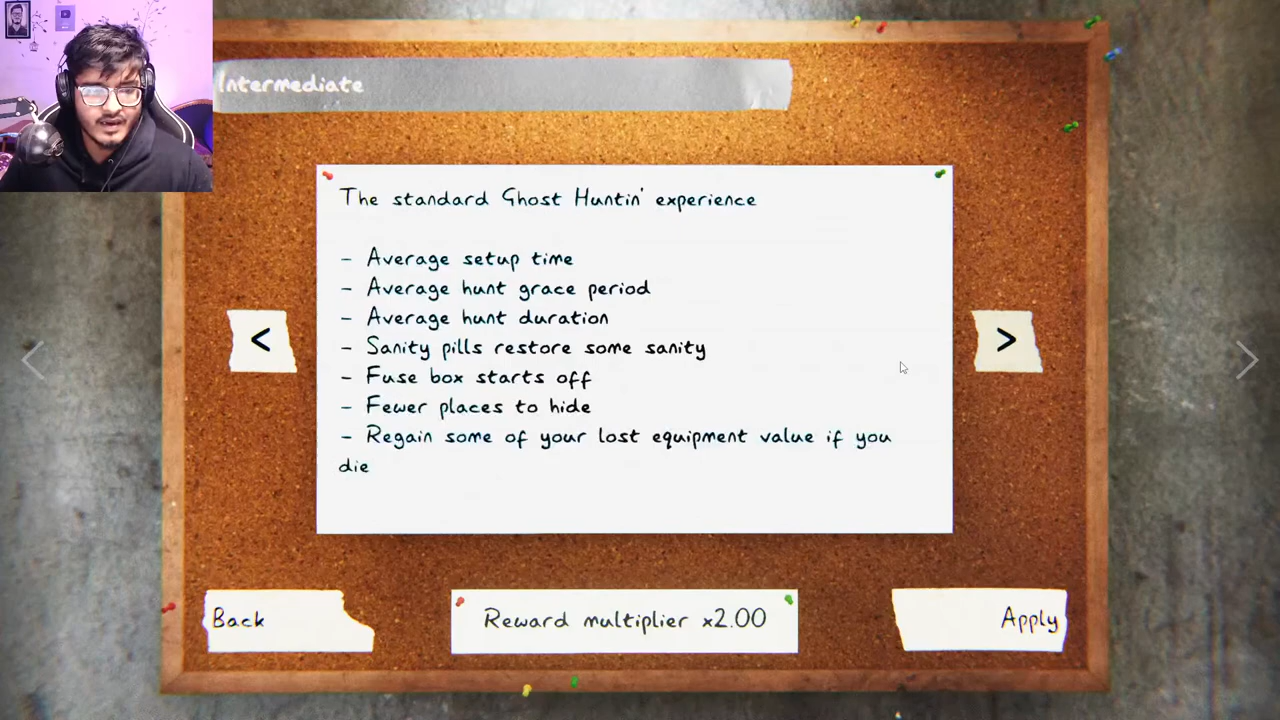 Intermediate
The standard Ghost Huntin' experience
- Average setup time
- Average hunt grace period
- Average hunt duration
- Sanity pills restore some sanity
- Fuse box starts off
- Fewer places to hide
- Regain some of your lost equipment value if you
die
<
>
Back
Reward multiplier x2.00
Apply